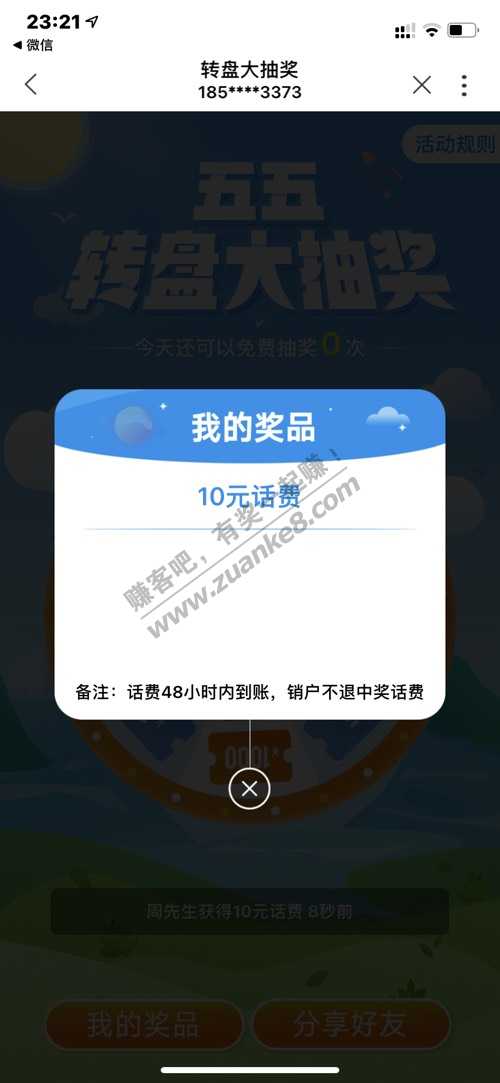 23:21
微信
转盘大抽奖
185****3373
活动规则
五五
转盘大抽奖
今天还可以免费抽奖0次
我的奖品
10元话费
赚客吧，有奖一起赚！
www.zuanke8.com
备注：话费48小时内到账，销户不退中奖话费
周先生获得10元话费 8秒前
我的奖品
分享好友